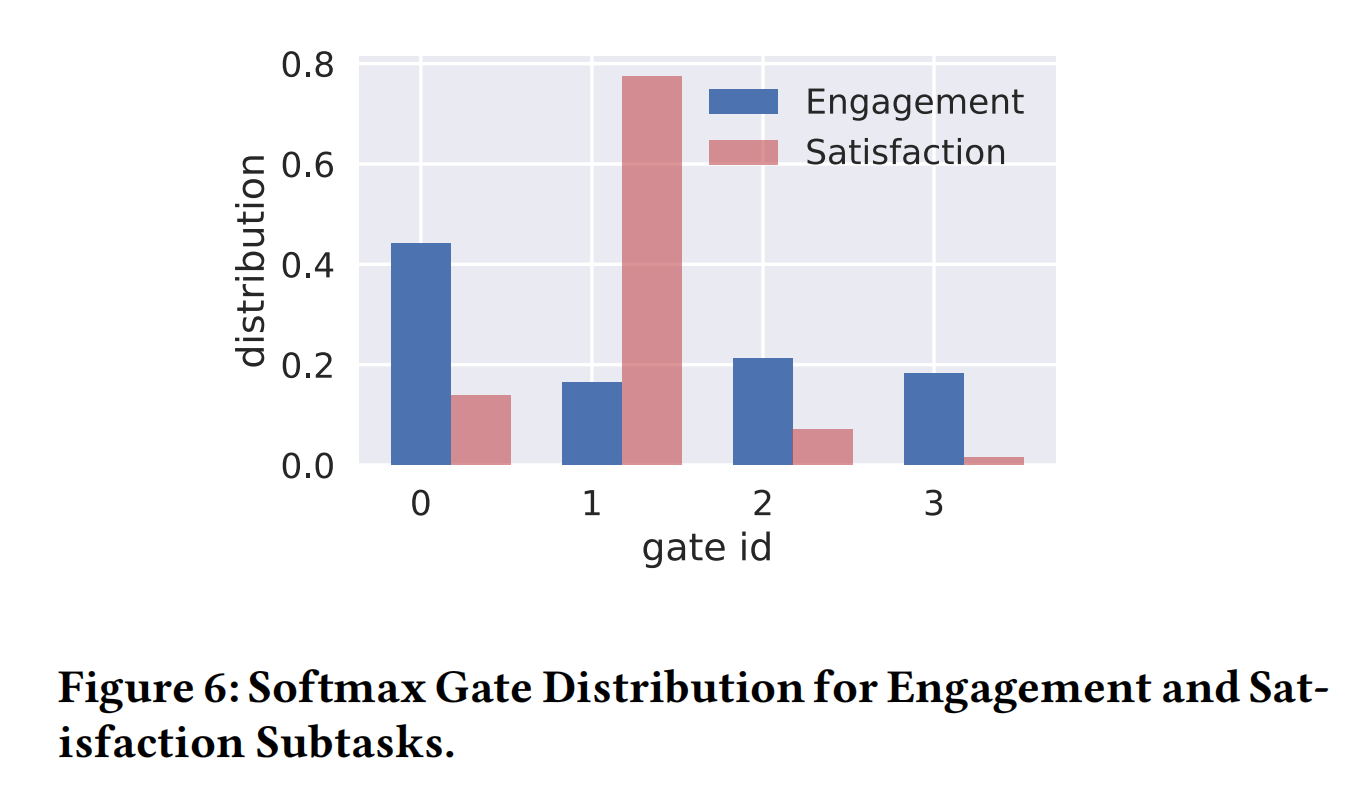 0.8
0.6
0.4
0.2
0.0
distribution
Engagement
Satisfaction
0 1 2 3
gate id
Figure 6: Softmax Gate Distribution for Engagement and Sat-
isfaction Subtasks.